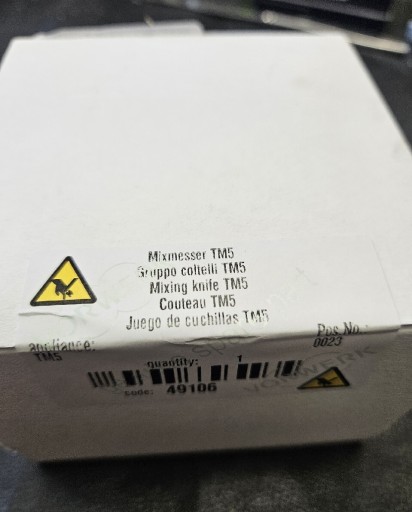 Mixmesser TM5
Gruppo coltelli TM5
Mixing knife TM5
Couteau TM5
Juego de cuchillas TM5
appliance:
TM5
quantity: 1
Pos-No.:
0023
code: 49106
VORWERK